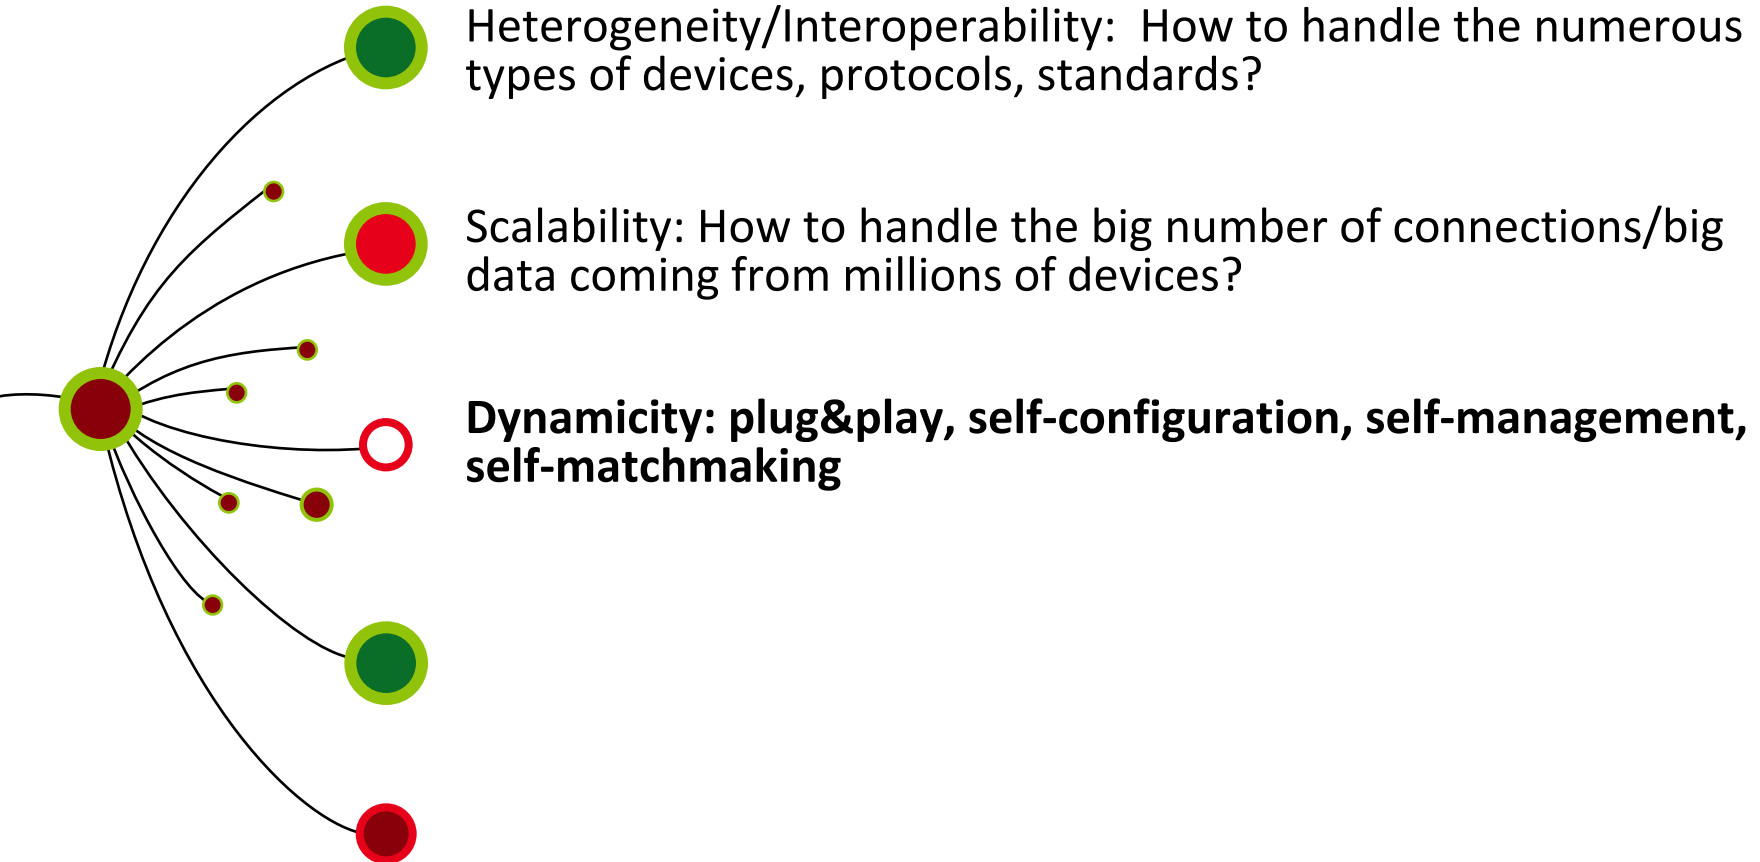 Heterogeneity/Interoperability:  How to handle the numerous
types of devices, protocols, standards?
Scalability: How to handle the big number of connections/big
data coming from millions of devices?
Dynamicity: plug&play, self-configuration, self-management,
self-matchmaking